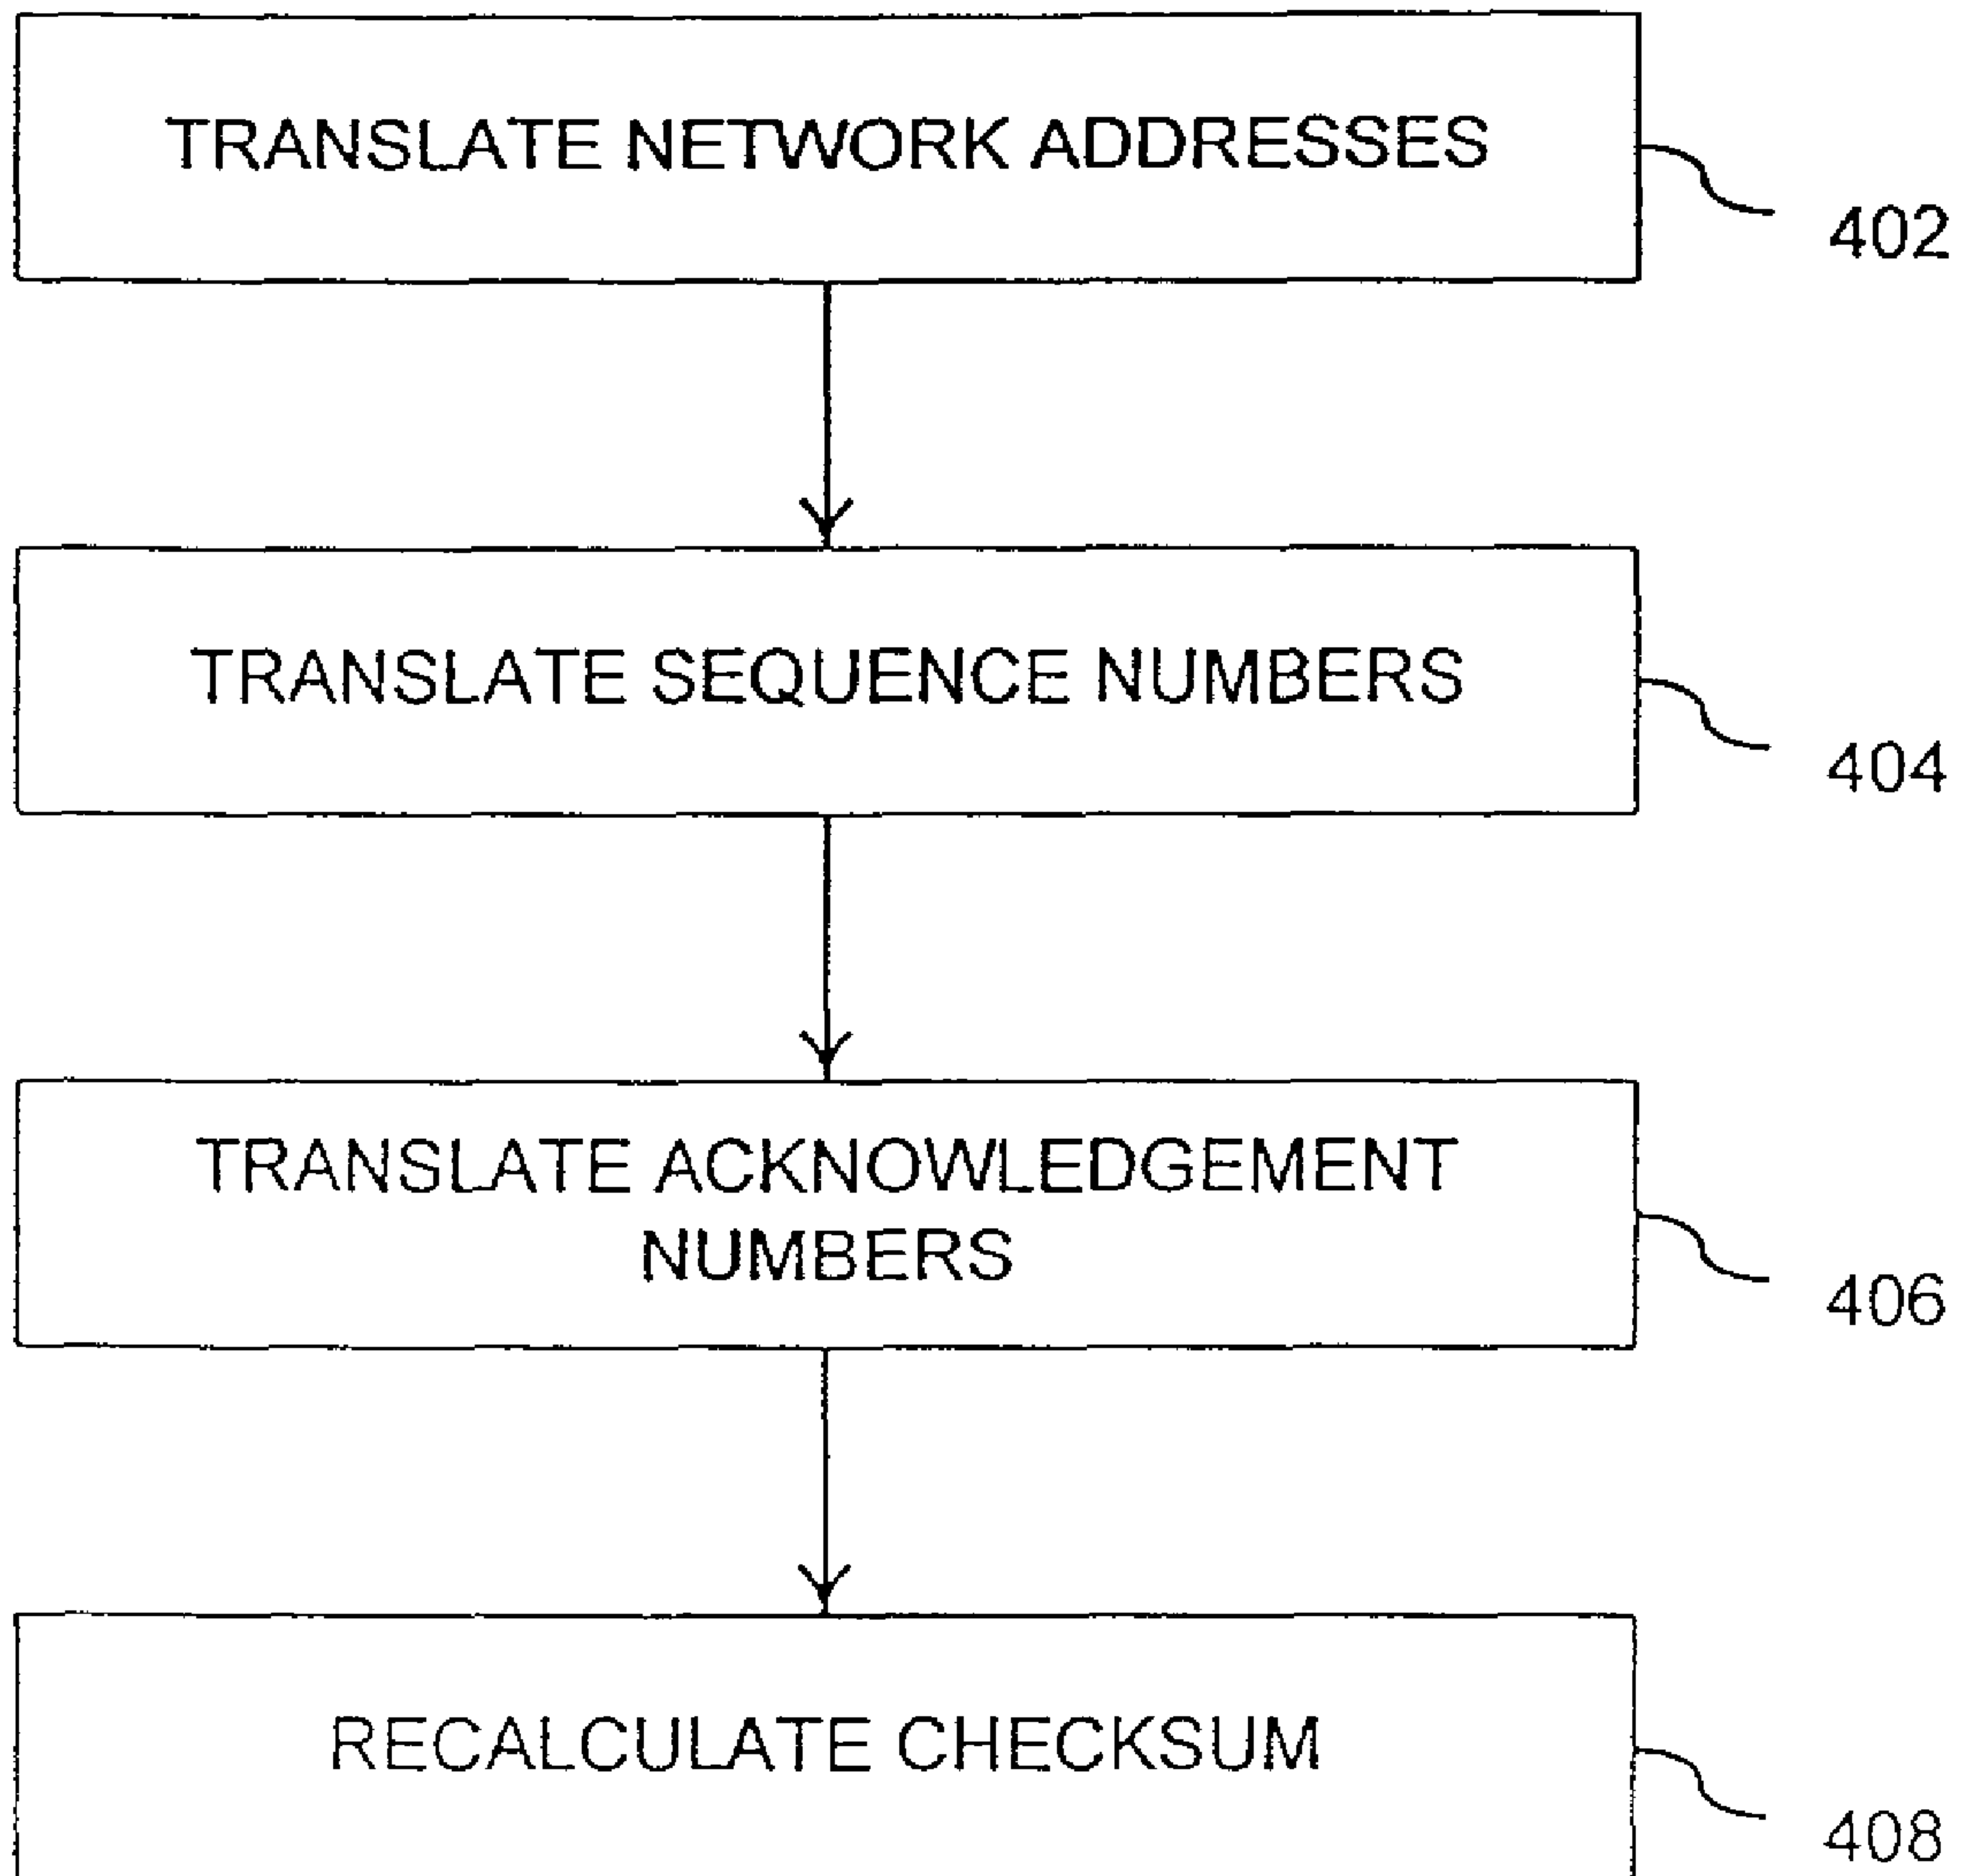 TRANSLATE NETWORK ADDRESSES
402
TRANSLATE SEQUENCE NUMBERS
404
TRANSLATE ACKNOWLEDGEMENT
NUMBERS
406
RECALCULATE CHECKSUM
408